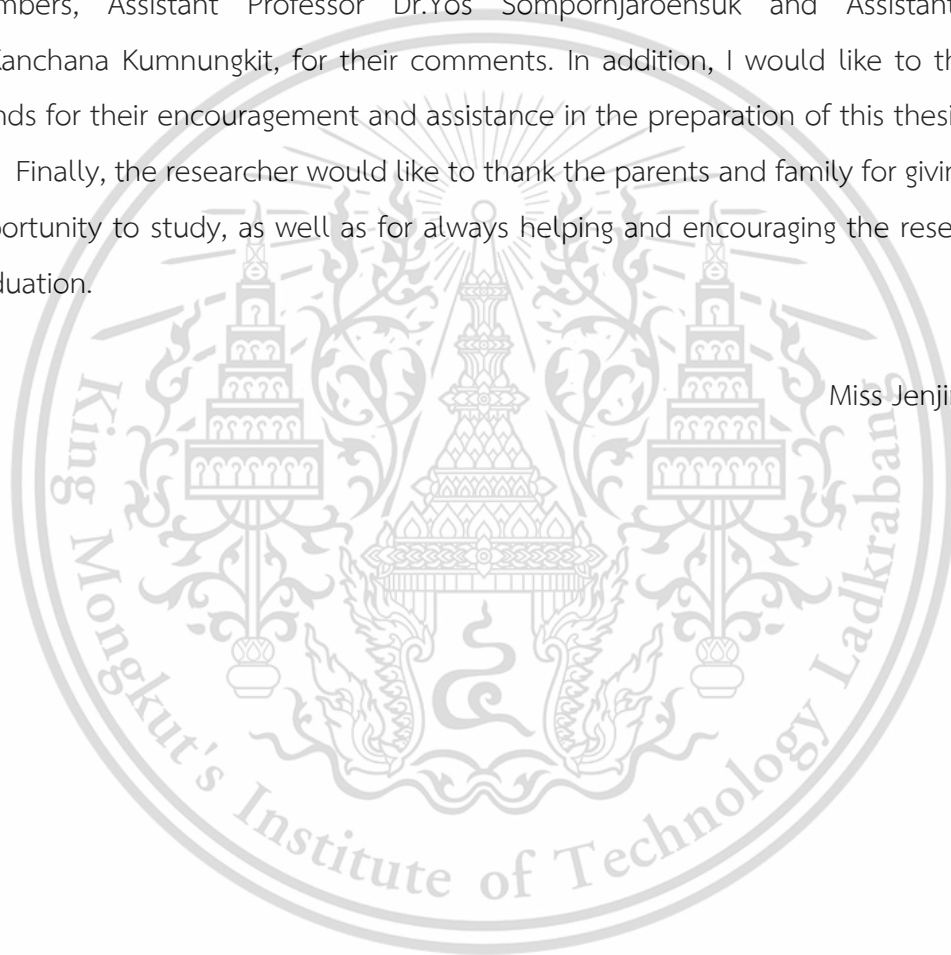 mbers, Assistant Professor Dr.Yos Sompornjaroensuk and Assistant
Kanchana Kumnungkit, for their comments. In addition, I would like to th
nds for their encouragement and assistance in the preparation of this thesi
Finally, the researcher would like to thank the parents and family for givin
portunity to study, as well as for always helping and encouraging the rese
duation.
Miss Jenji
King Mongkut's Institute of Technology Ladkrabang